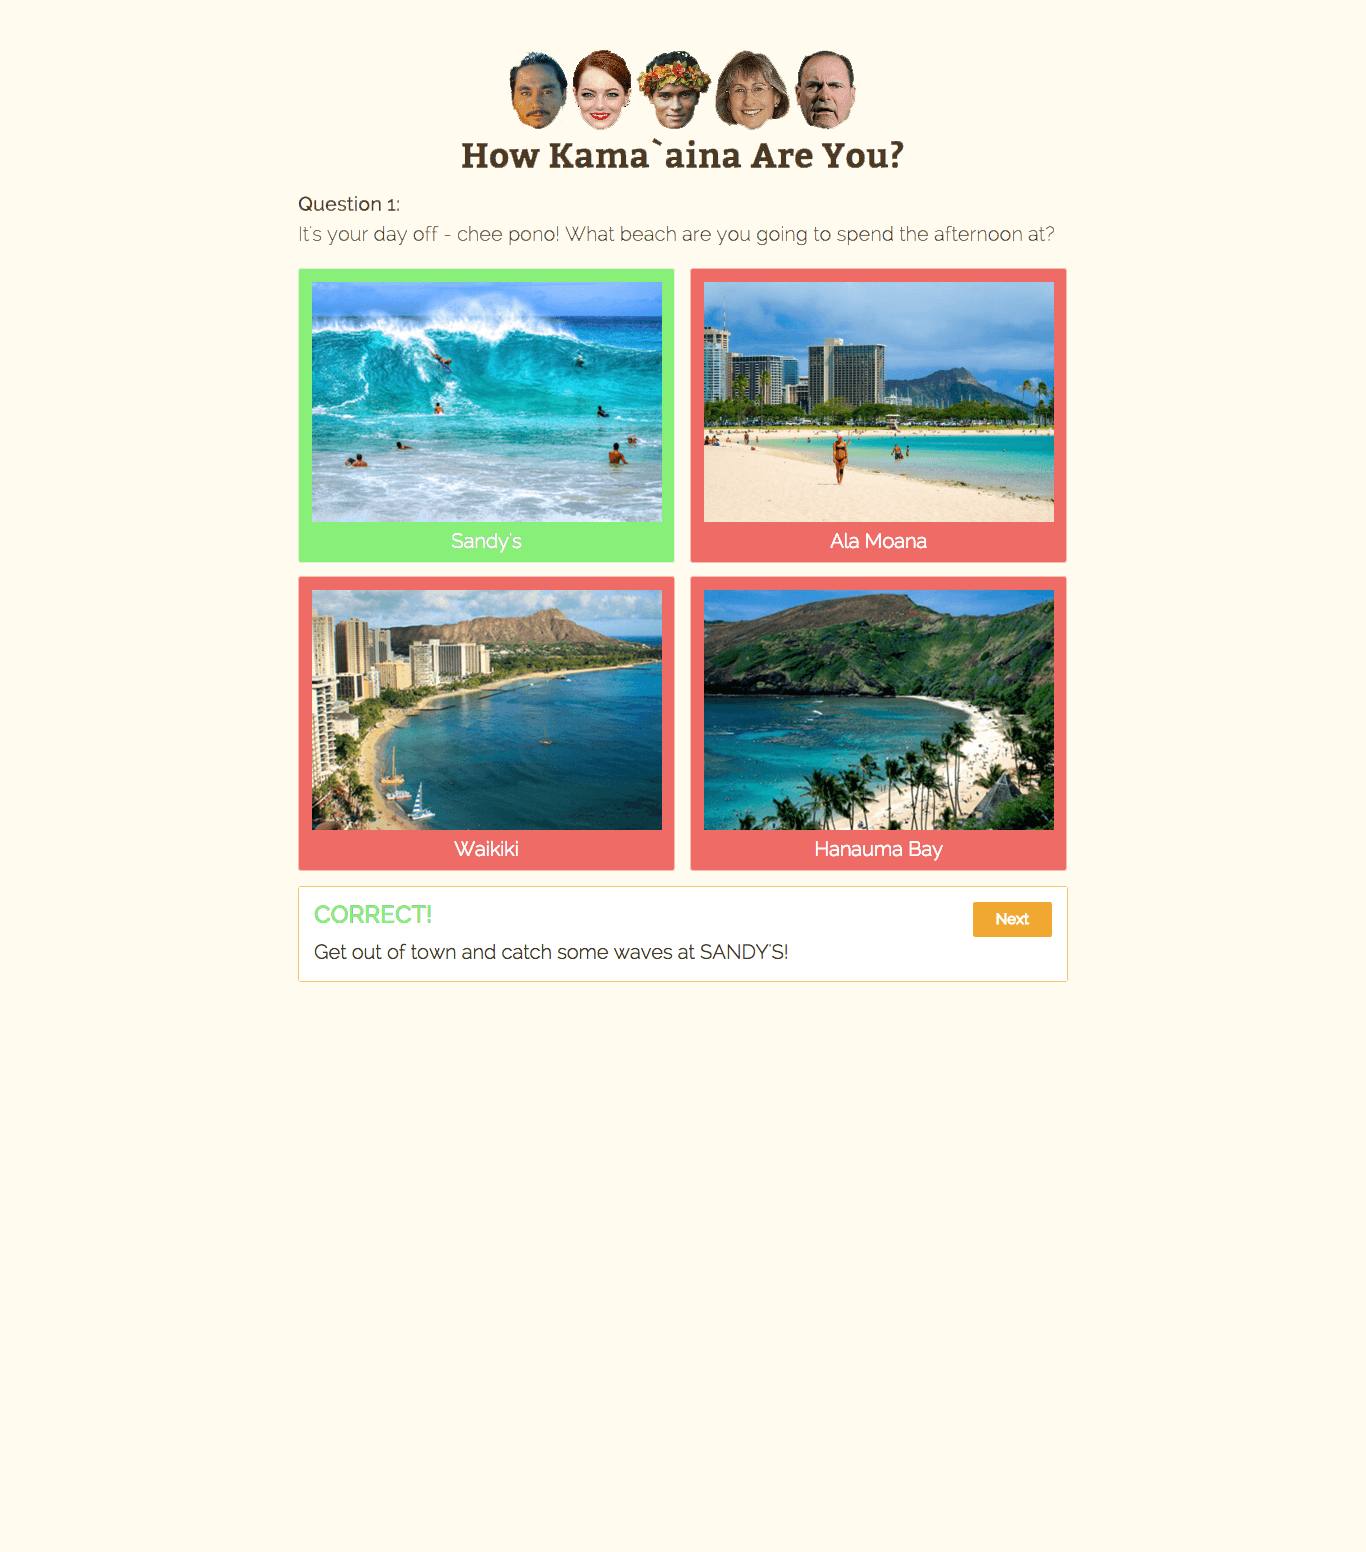 How Kama`aina Are You?
Question 1:
It's your day off - chee pono! What beach are you going to spend the afternoon at?
Sandy's
Ala Moana
Waikiki
Hanauma Bay
CORRECT!
Next
Get out of town and catch some waves at SANDY'S!